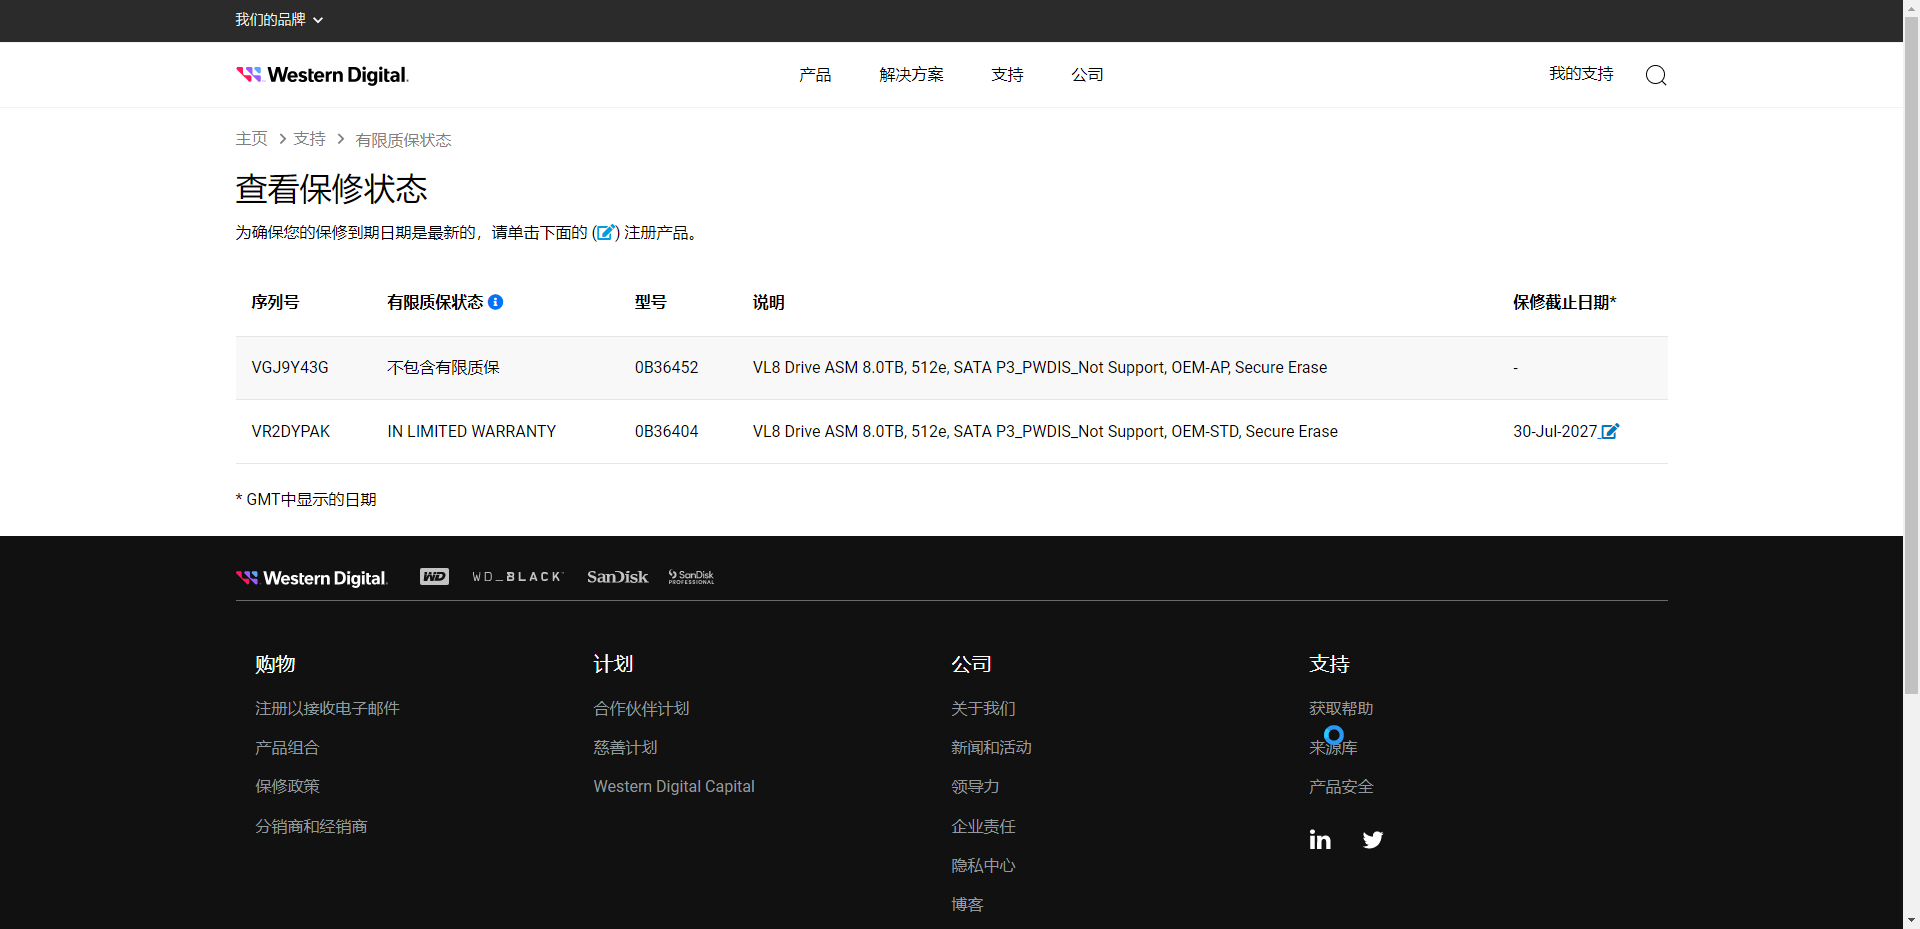 我们的品牌
Western Digital.
产品 解决方案 支持 公司
我的支持
主页 > 支持 > 有限质保状态
查看保修状态
为确保您的保修到期日期是最新的，请单击下面的 () 注册产品。
序列号 有限质保状态 型号 说明 保修截止日期*
VGJ9Y43G 不包含有限质保 0B36452 VL8 Drive ASM 8.0TB, 512e, SATA P3_PWDIS_Not Support, OEM-AP, Secure Erase -
VR2DYPAK IN LIMITED WARRANTY 0B36404 VL8 Drive ASM 8.0TB, 512e, SATA P3_PWDIS_Not Support, OEM-STD, Secure Erase 30-Jul-2027
* GMT中显示的日期
Western Digital. WD WD_BLACK SanDisk SanDisk PROFESSIONAL
购物
注册以接收电子邮件
产品组合
保修政策
分销商和经销商
计划
合作伙伴计划
慈善计划
Western Digital Capital
公司
关于我们
新闻和活动
领导力
企业责任
隐私中心
博客
支持
获取帮助
来源库
产品安全